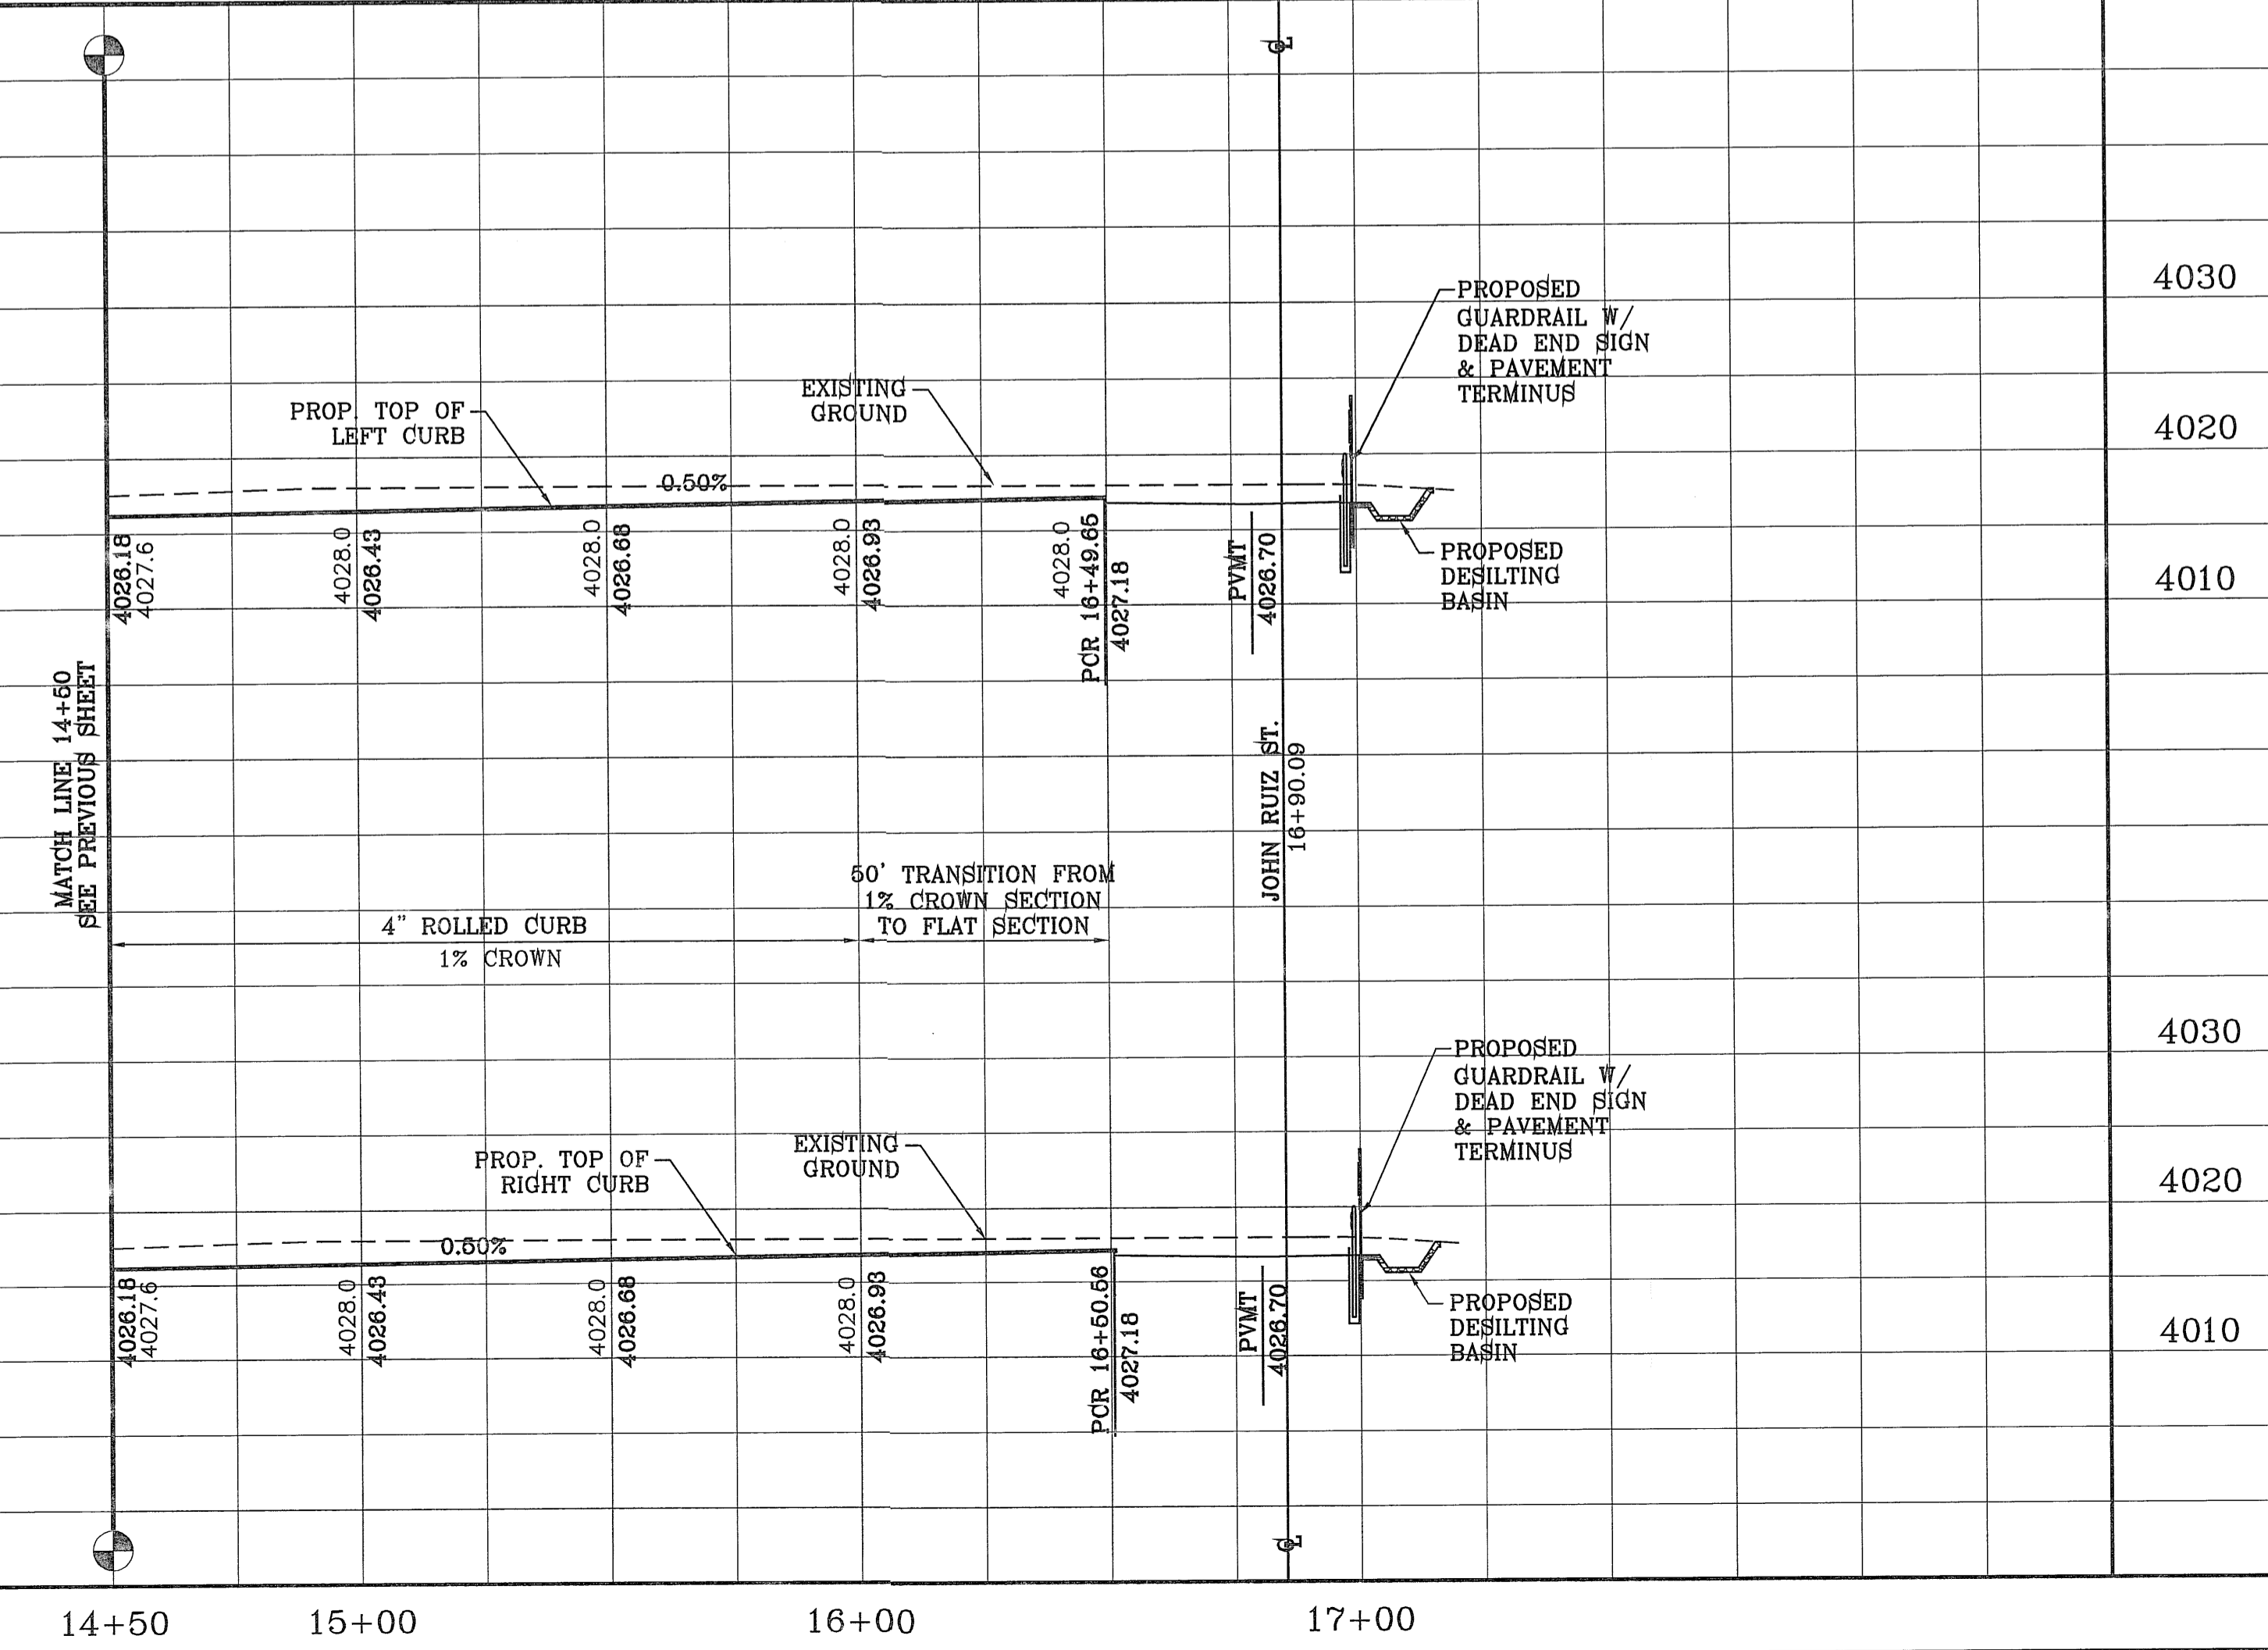 4030
PROPOSED
GUARDRAIL W/
DEAD END SIGN
& PAVEMENT
TERMINUS
EXISTING
GROUND
PROP. TOP OF
LEFT CURB
4020
0.50%
4026.18
4027.6
4028.0
4026.43
4028.0
4026.68
4028.0
4026.93
4028.0
PCR 16+49.65
4027.18
PVMT
4026.70
PROPOSED
DESILTING
BASIN
4010
MATCH LINE 14+50
SEE PREVIOUS SHEET
JOHN RUIZ ST.
16+90.09
50' TRANSITION FROM
1% CROWN SECTION
TO FLAT SECTION
4" ROLLED CURB
1% CROWN
4030
PROPOSED
GUARDRAIL W/
DEAD END SIGN
& PAVEMENT
TERMINUS
EXISTING
GROUND
PROP. TOP OF
RIGHT CURB
4020
0.50%
4026.18
4027.6
4028.0
4026.43
4028.0
4026.68
4028.0
4026.93
PCR 16+50.56
4027.18
PVMT
4026.70
PROPOSED
DESILTING
BASIN
4010
14+50
15+00
16+00
17+00